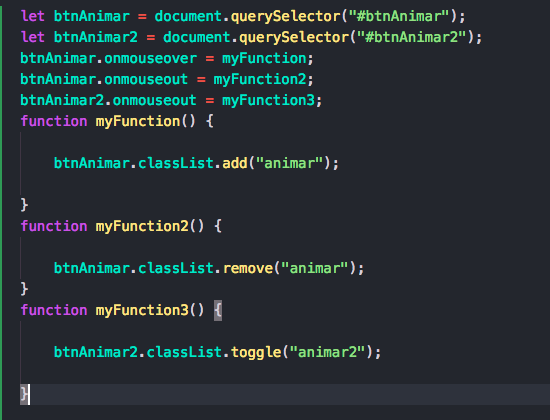 let btnAnimar = document.querySelector("#btnAnimar");
let btnAnimar2 = document.querySelector("#btnAnimar2");
btnAnimar.onmouseover = myFunction;
btnAnimar.onmouseout = myFunction2;
btnAnimar2.onmouseout = myFunction3;
function myFunction() {
btnAnimar.classList.add("animar");
}
function myFunction2() {
btnAnimar.classList.remove("animar");
}
function myFunction3() {
btnAnimar2.classList.toggle("animar2");
}